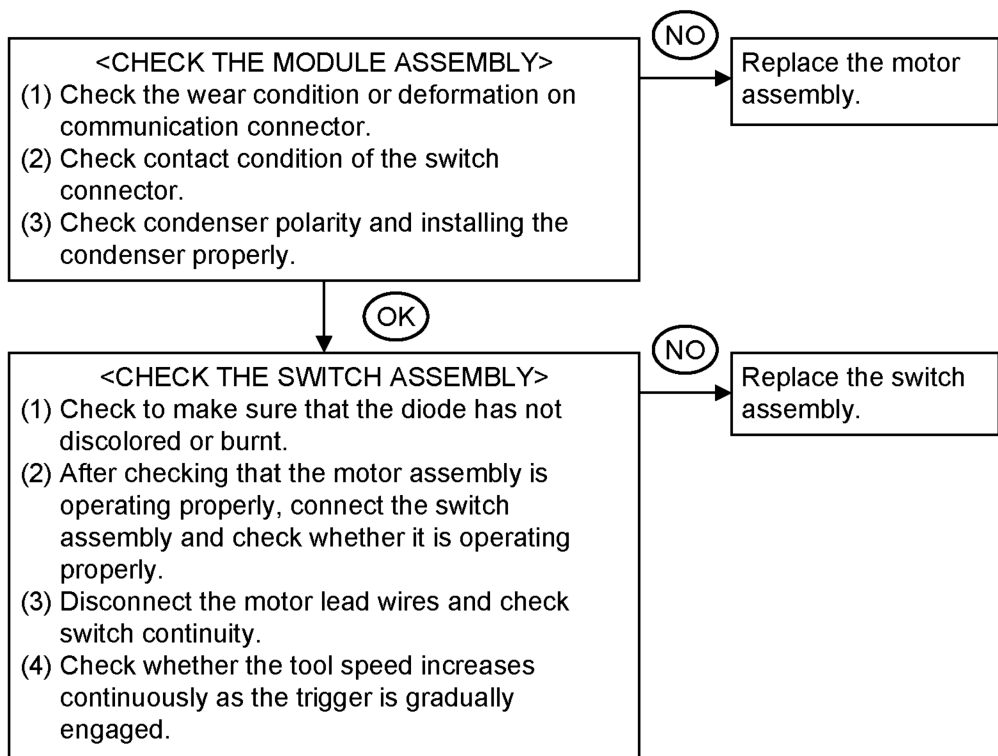 NO
<CHECK THE MODULE ASSEMBLY>
(1) Check the wear condition or deformation on
communication connector.
(2) Check contact condition of the switch
connector.
(3) Check condenser polarity and installing the
condenser properly.
Replace the motor
assembly.
OK
NO
<CHECK THE SWITCH ASSEMBLY>
(1) Check to make sure that the diode has not
discolored or burnt.
(2) After checking that the motor assembly is
operating properly, connect the switch
assembly and check whether it is operating
properly.
(3) Disconnect the motor lead wires and check
switch continuity.
(4) Check whether the tool speed increases
continuously as the trigger is gradually
engaged.
Replace the switch
assembly.